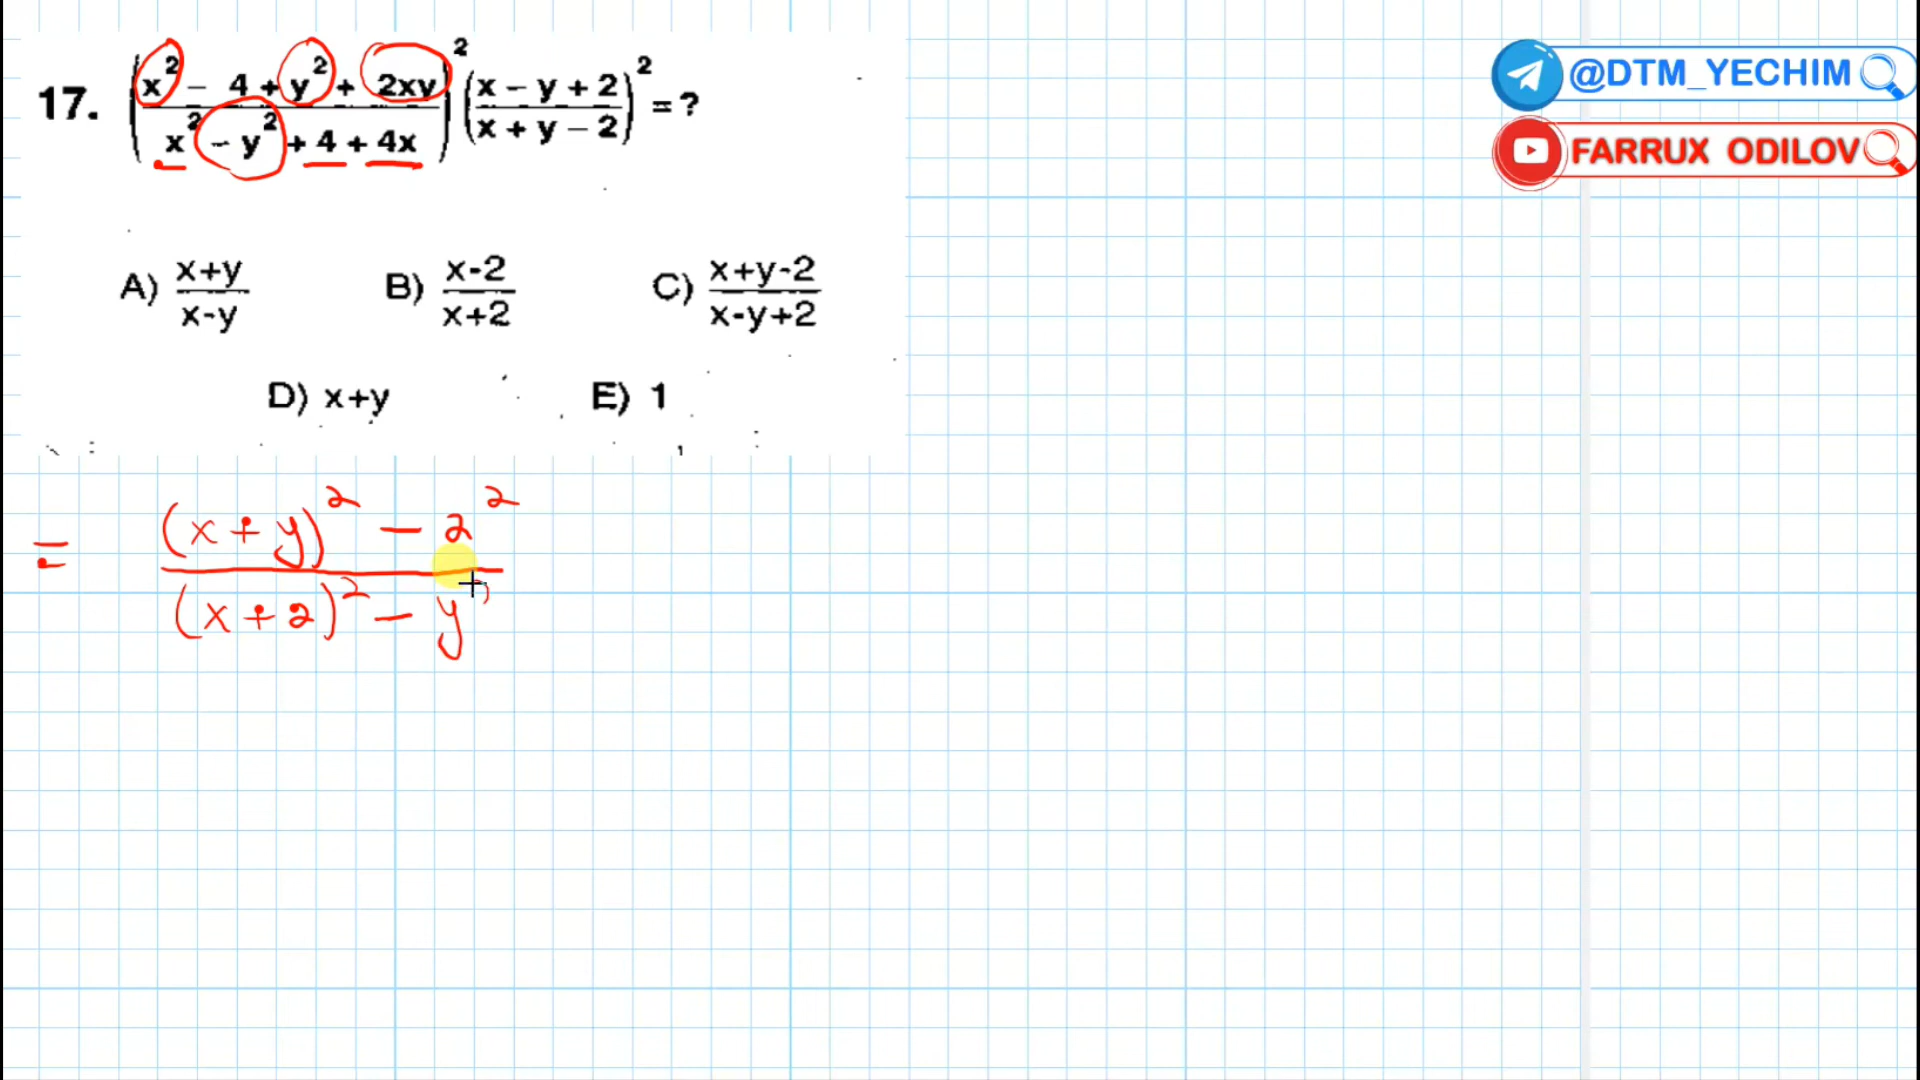 @DTM_YECHIM
FARRUX ODILOV
17. ((x² - 4 + y² + 2xy)/(x² - y² + 4 + 4x))² ((x - y + 2)/(x + y - 2))² = ?
A) (x+y)/(x-y) B) (x-2)/(x+2) C) (x+y-2)/(x-y+2)
D) x+y E) 1
= ((x+y)² - 2²)/((x+2)² - y²)